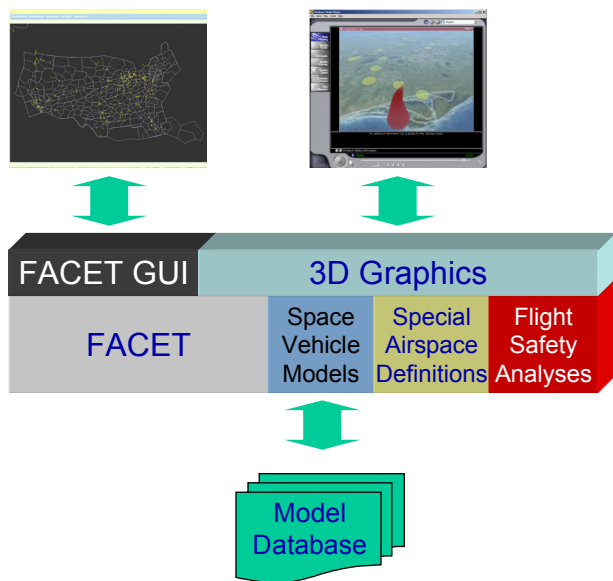 FACET GUI
3D Graphics
FACET
Space
Vehicle
Models
Special
Airspace
Definitions
Flight
Safety
Analyses
Model
Database